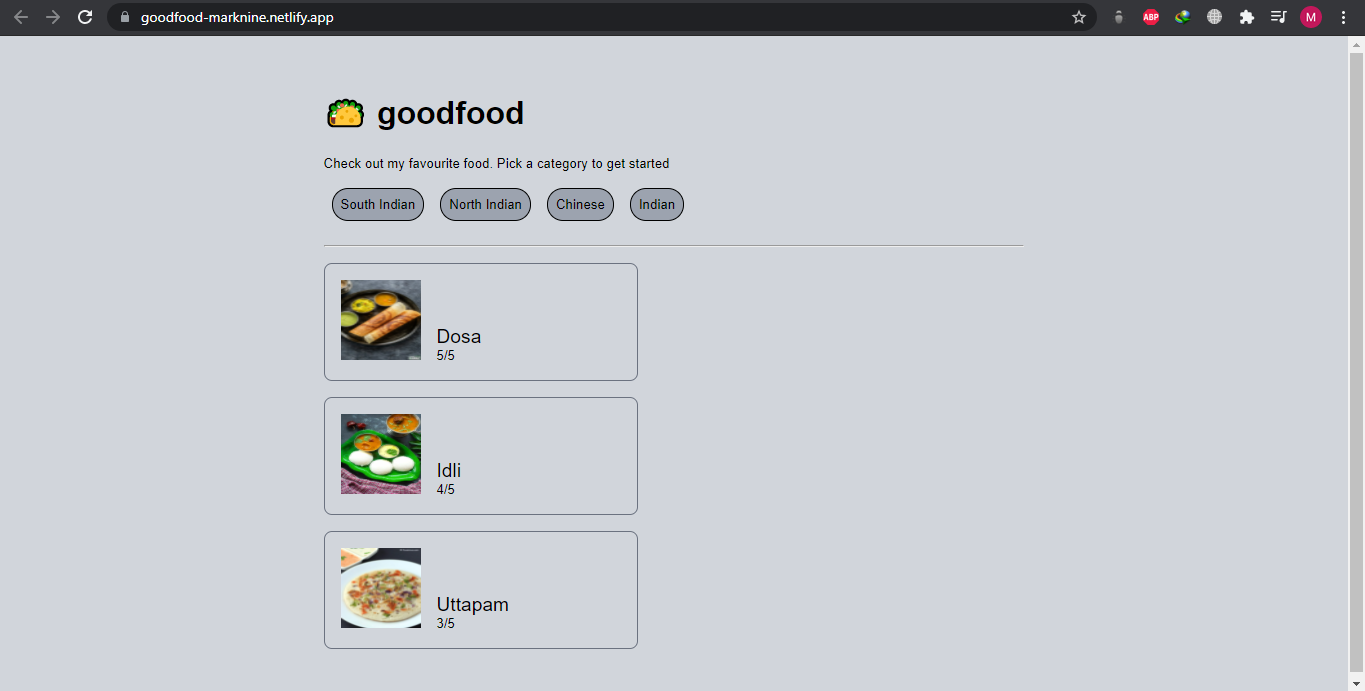 goodfood-marknine.netlify.app
ABP
M
goodfood
Check out my favourite food. Pick a category to get started
South Indian North Indian Chinese Indian
Dosa
5/5
Idli
4/5
Uttapam
3/5